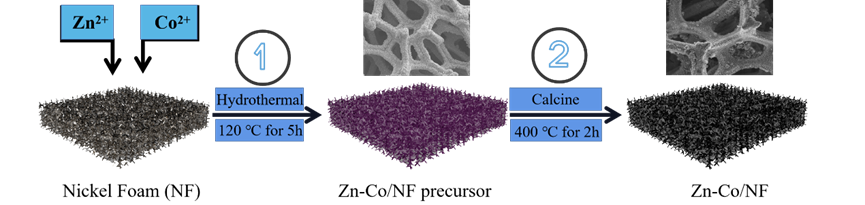 Zn²⁺ Co²⁺
1 2
Hydrothermal Calcine
120 ℃ for 5h 400 ℃ for 2h
Nickel Foam (NF) Zn-Co/NF precursor Zn-Co/NF